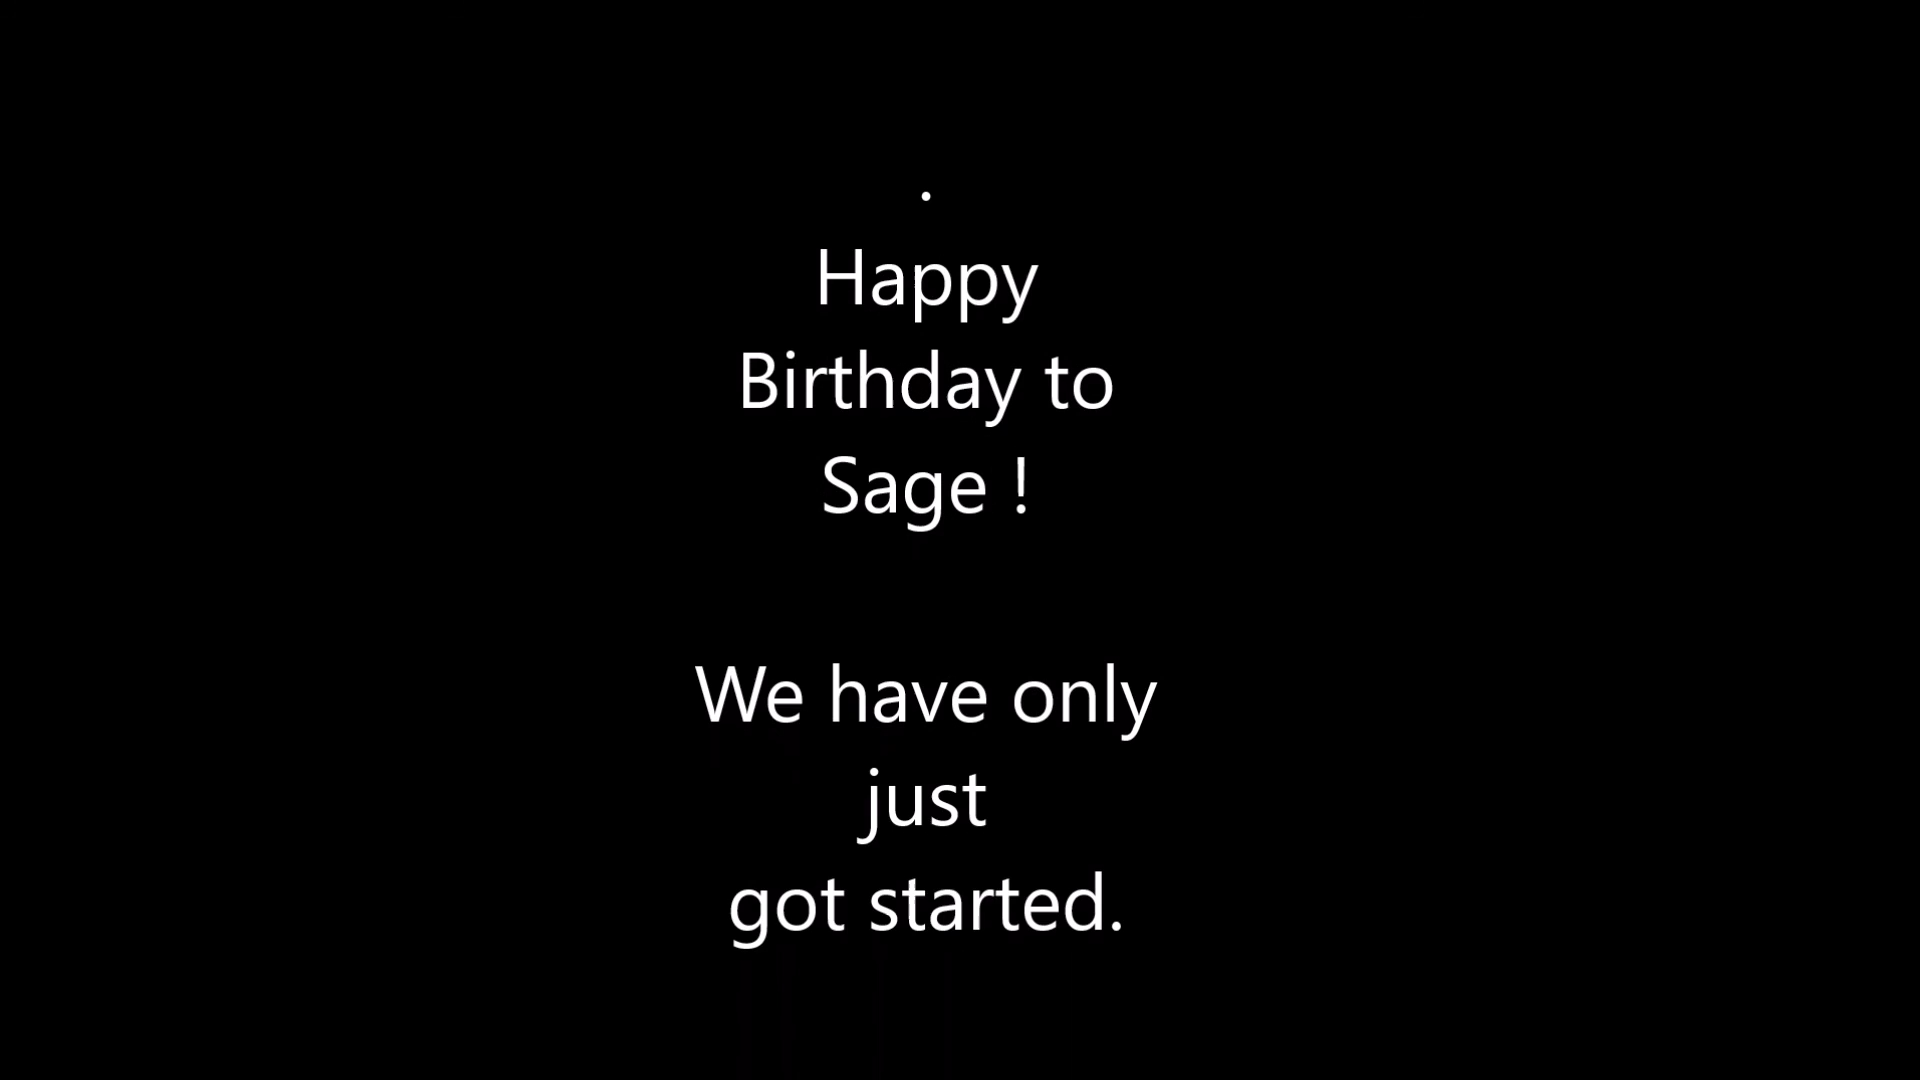 .
Happy
Birthday to
Sage !
We have only
just
got started.